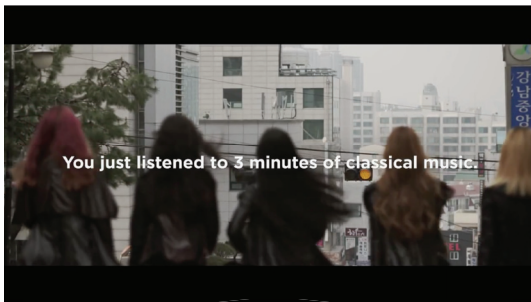 You just listened to 3 minutes of classical music.
강남중앙